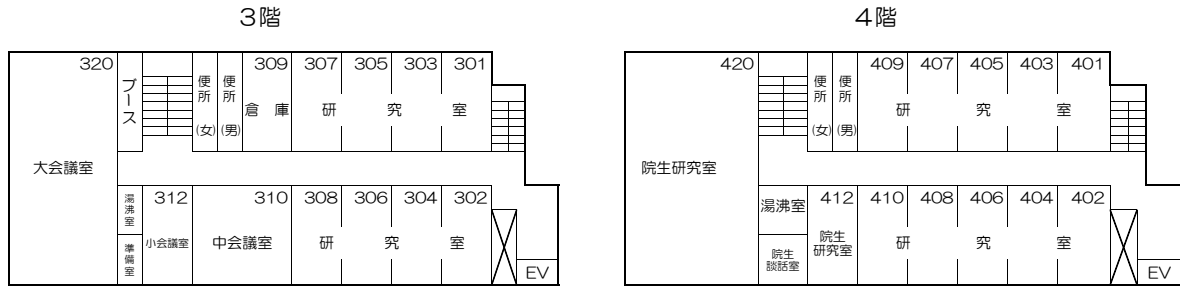 3階
320
ブース
便所
(女)
便所
(男)
309
307
305
303
301
倉庫
研究室
大会議室
湯沸室
準備室
312
小会議室
310
中会議室
308
306
304
302
研究室
EV
4階
420
便所
(女)
便所
(男)
409
407
405
403
401
研究室
院生研究室
湯沸室
院生
談話室
412
院生
研究室
410
408
406
404
402
研究室
EV